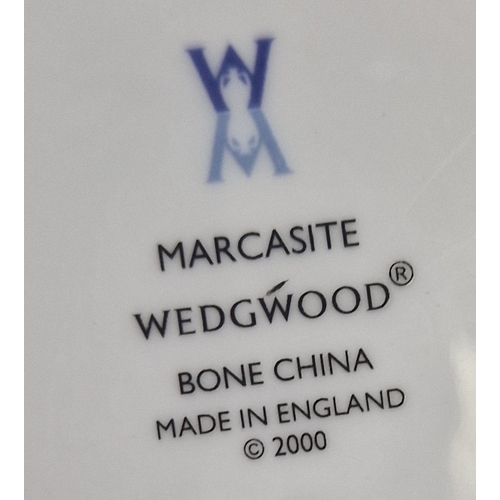 W
MARCASITE
WEDGWOOD®
BONE CHINA
MADE IN ENGLAND
© 2000